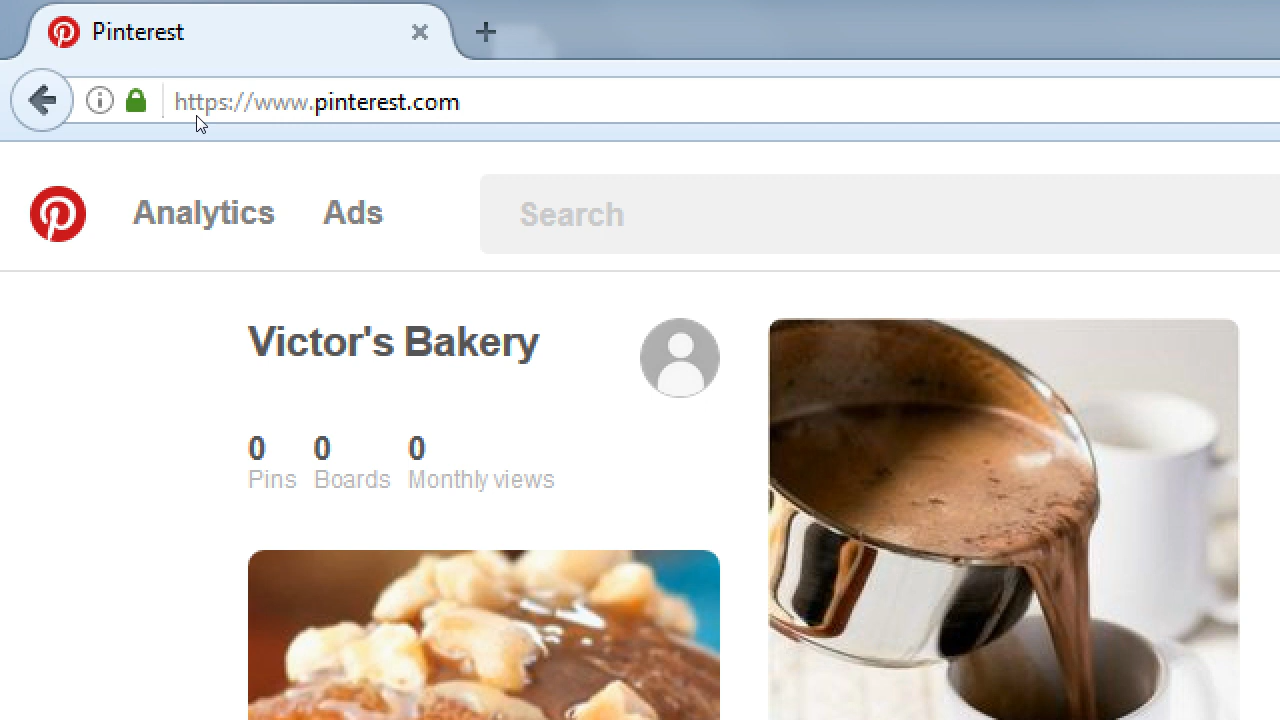 Pinterest
https://www.pinterest.com
Analytics Ads Search
Victor's Bakery
0 0 0
Pins Boards Monthly views